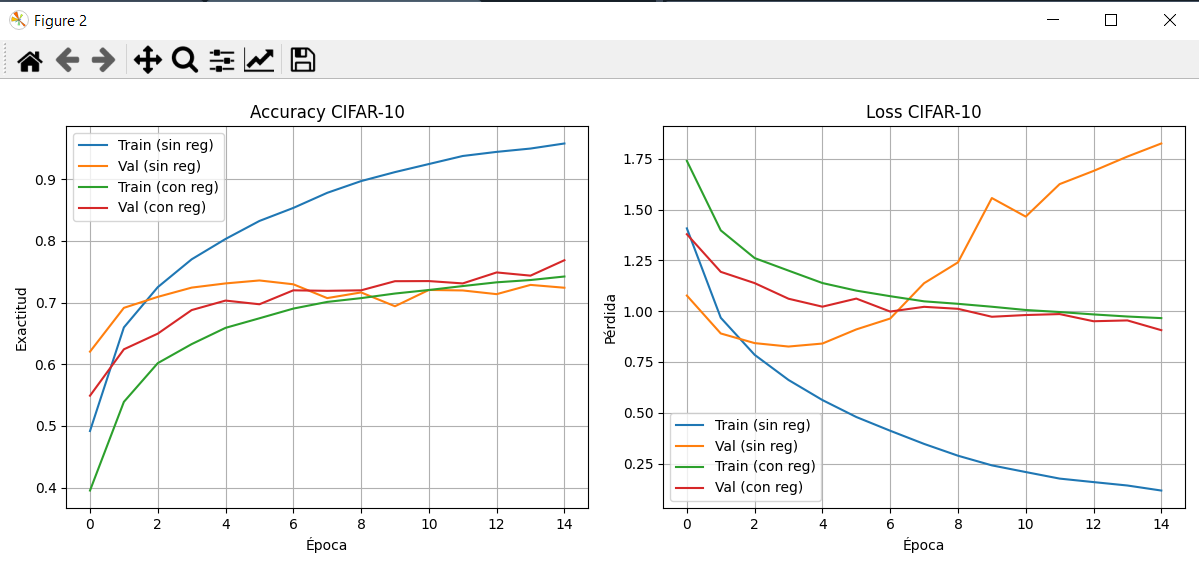 Figure 2
Accuracy CIFAR-10
Exactitud
0.9
0.8
0.7
0.6
0.5
0.4
Train (sin reg)
Val (sin reg)
Train (con reg)
Val (con reg)
0 2 4 6 8 10 12 14
Época
Loss CIFAR-10
Pérdida
1.75
1.50
1.25
1.00
0.75
0.50
0.25
Train (sin reg)
Val (sin reg)
Train (con reg)
Val (con reg)
0 2 4 6 8 10 12 14
Época